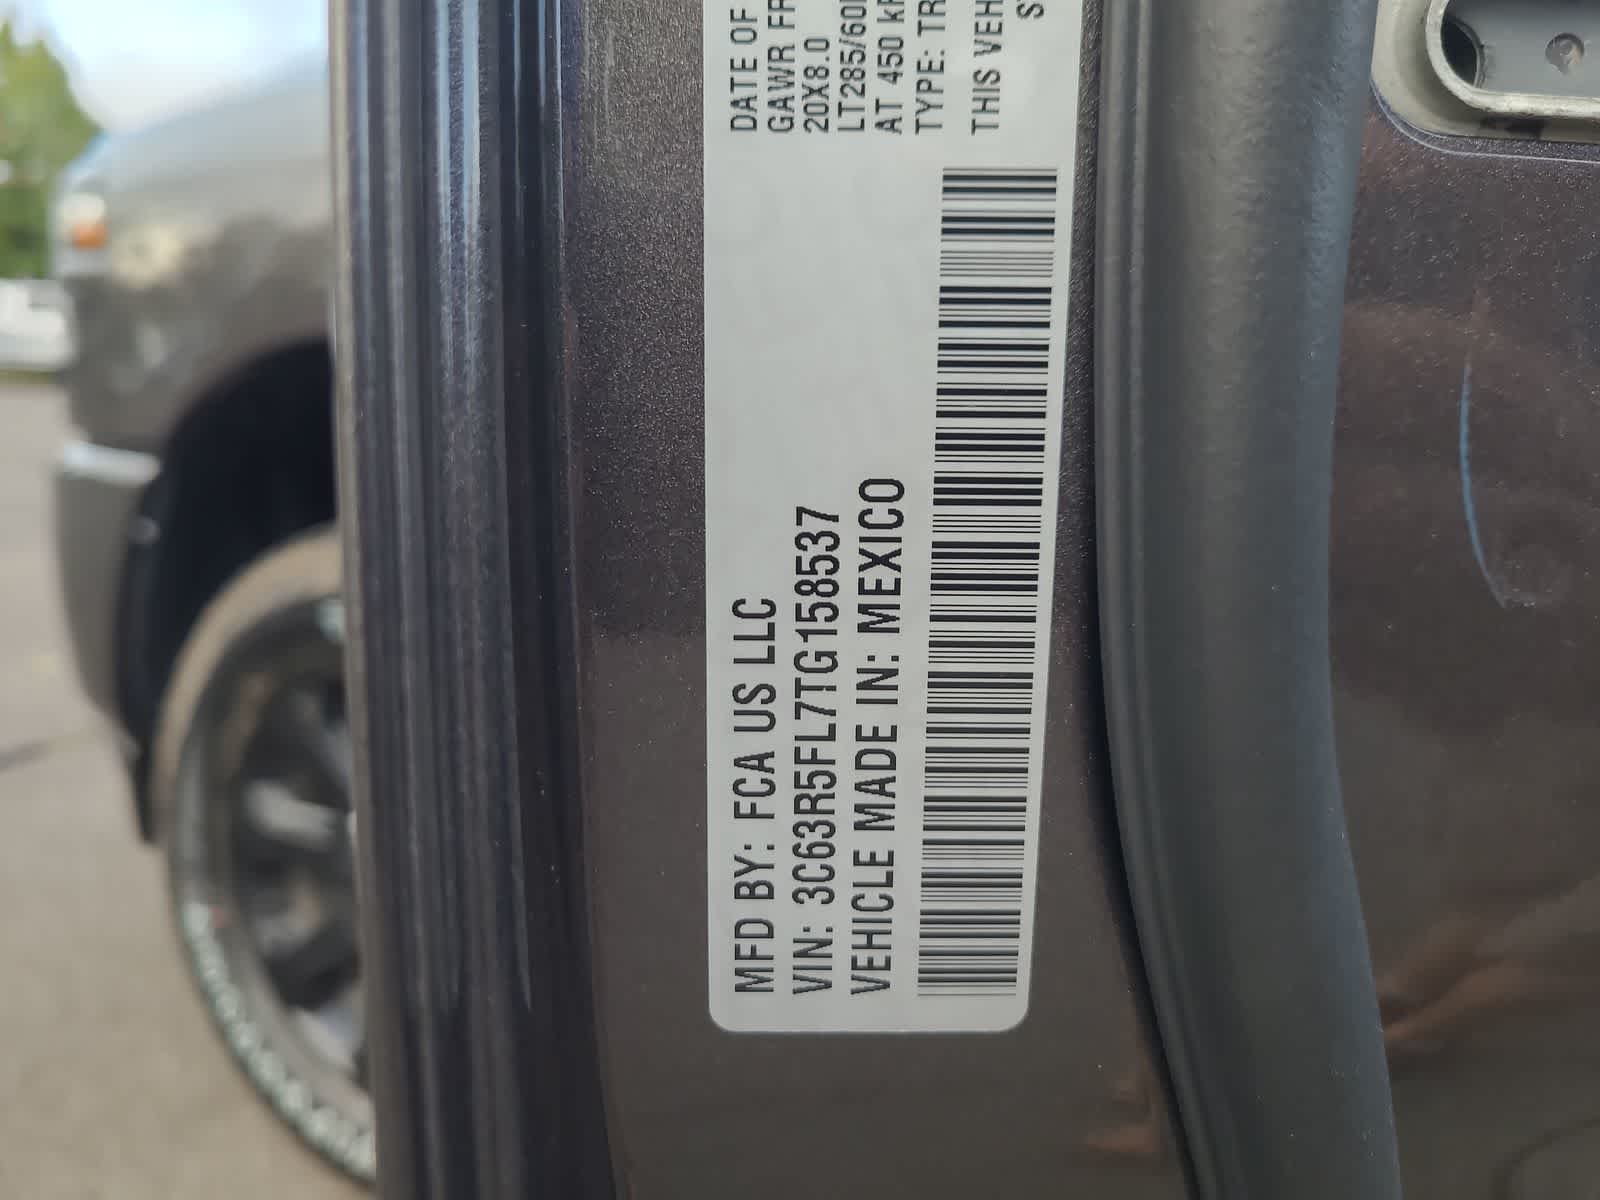 MFD BY: FCA US LLC
VIN: 3C63R5FL7TG158537
VEHICLE MADE IN: MEXICO
DATE OF
GAWR FR
20X8.0
LT285/60
AT 450 KP
TYPE: TR
THIS VEH